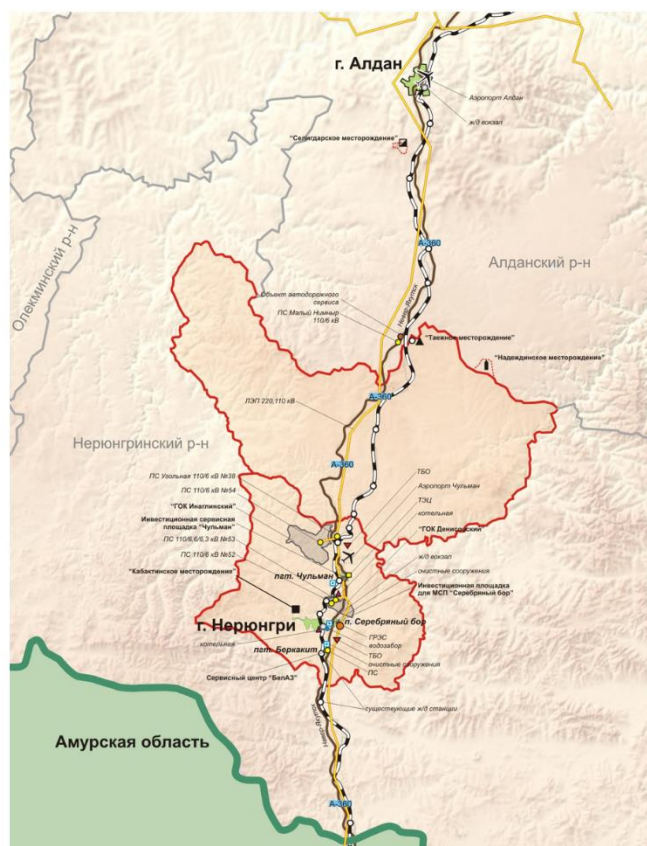 г. Алдан
Аэропорт Алдан
ж/д вокзал
"Селигдарское месторождение"
Олекминский р-н
А-360
Алданский р-н
Объект автодорожного
сервиса
ПС Малый Нимныр
110/6 кВ
"Таежное месторождение"
"Надеждинское месторождение"
А-360
ЛЭП 220,110 кВ
Нерюнгринский р-н
А-360
ПС Угольная 110/6 кВ №38
ТБО
Аэропорт Чульман
ПС 110/6 кВ №54
ТЭЦ
"ГОК Инаглинский"
котельная
Инвестиционная сервисная
площадка "Чульман"
"ГОК Денисовский
ПС 110/6,6/6,3 кВ №53
ПС 110/6 кВ №52
ж/д вокзал
очистные сооружения
"Кабактинское месторождение"
пгт. Чульман
Инвестиционная площадка
для МСП "Серебряный бор"
г. Нерюнгри
п. Серебряный бор
котельная
ГРЭС
водозабор
пгт. Беркакит
ТБО
очистные сооружения
ПС
Сервисный центр "БелАЗ"
существующие ж/д станции
Амурская область
А-360